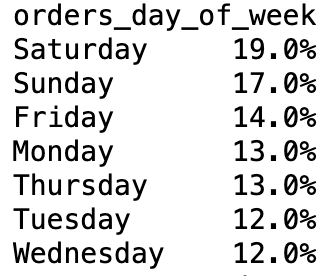 orders_day_of_week
Saturday 19.0%
Sunday 17.0%
Friday 14.0%
Monday 13.0%
Thursday 13.0%
Tuesday 12.0%
Wednesday 12.0%